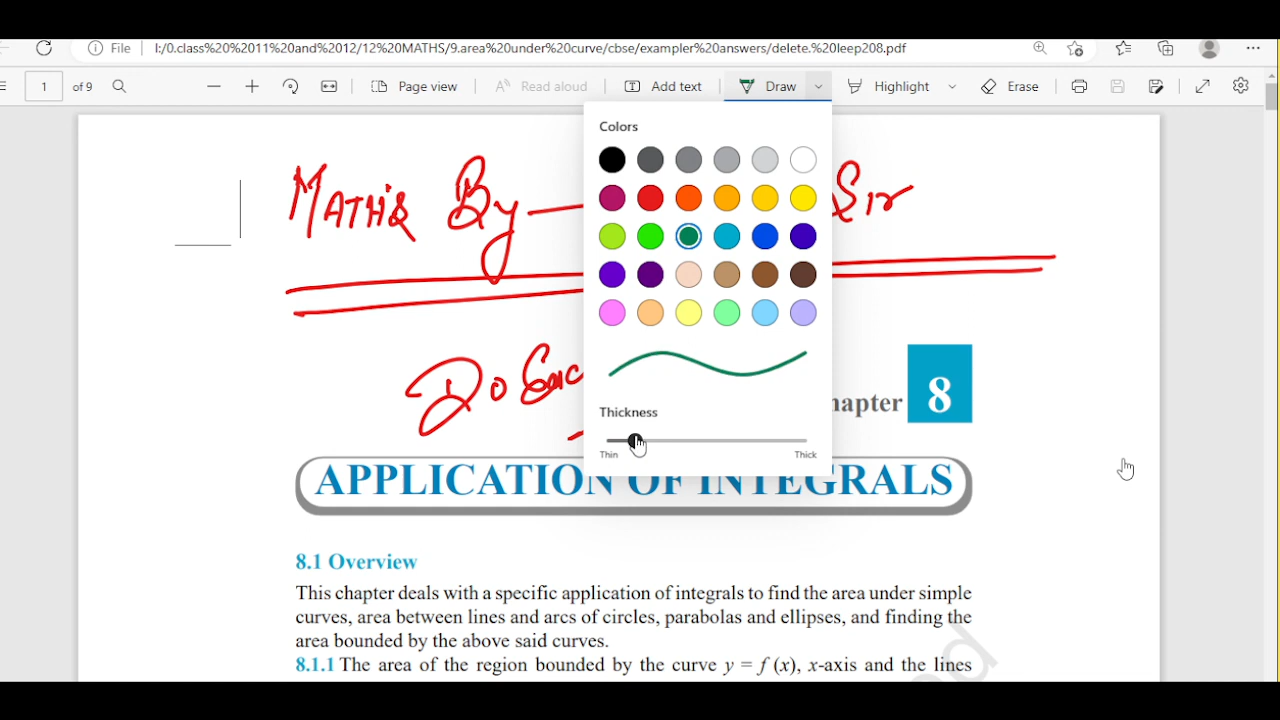 File I:/0.class%20%2011%20and%2012/12%20MATHS/9.area%20under%20curve/cbse/exampler%20answers/delete.%20leep208.pdf
1 of 9 Page view Read aloud Add text Draw Highlight Erase
Colors
MATHS By Sir
Do
hapter 8
Thickness
Thin Thick
APPLICATION OF INTEGRALS
8.1 Overview
This chapter deals with a specific application of integrals to find the area under simple
curves, area between lines and arcs of circles, parabolas and ellipses, and finding the
area bounded by the above said curves.
8.1.1 The area of the region bounded by the curve y = f (x), x-axis and the lines